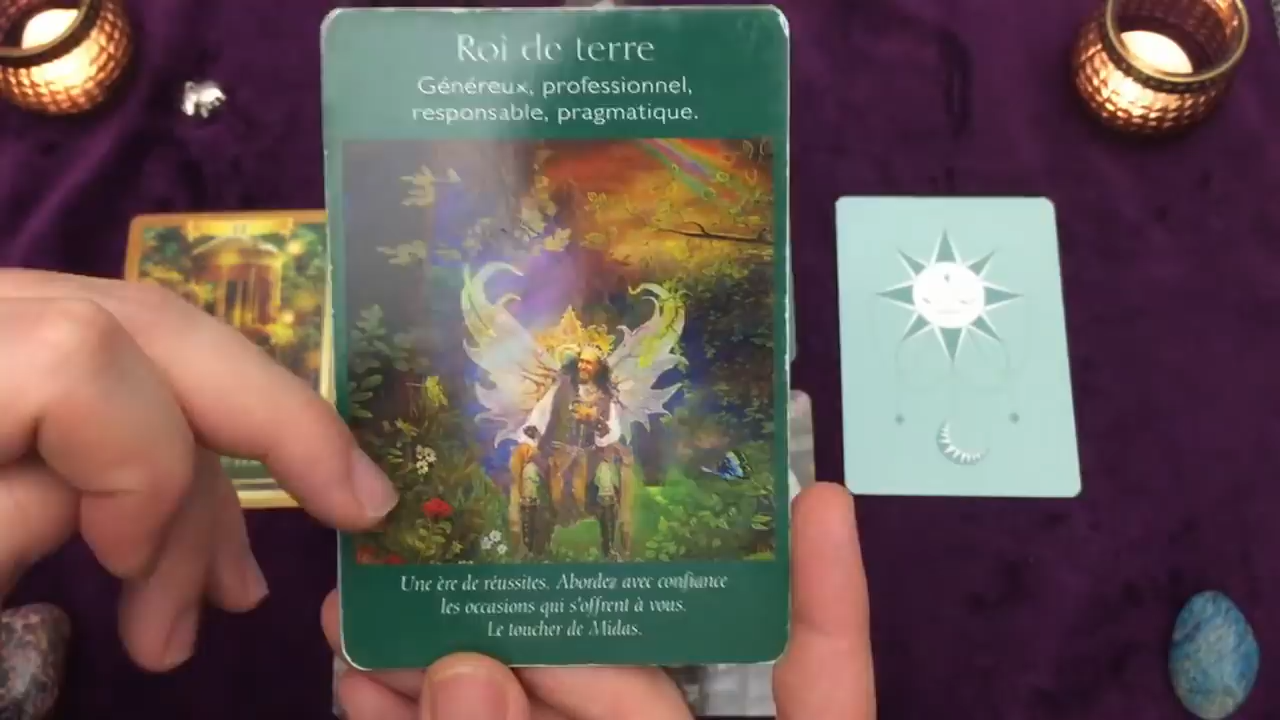 Roi de terre
Généreux, professionnel,
responsable, pragmatique.
Une ère de réussites. Abordez avec confiance
les occasions qui s'offrent à vous.
Le toucher de Midas.